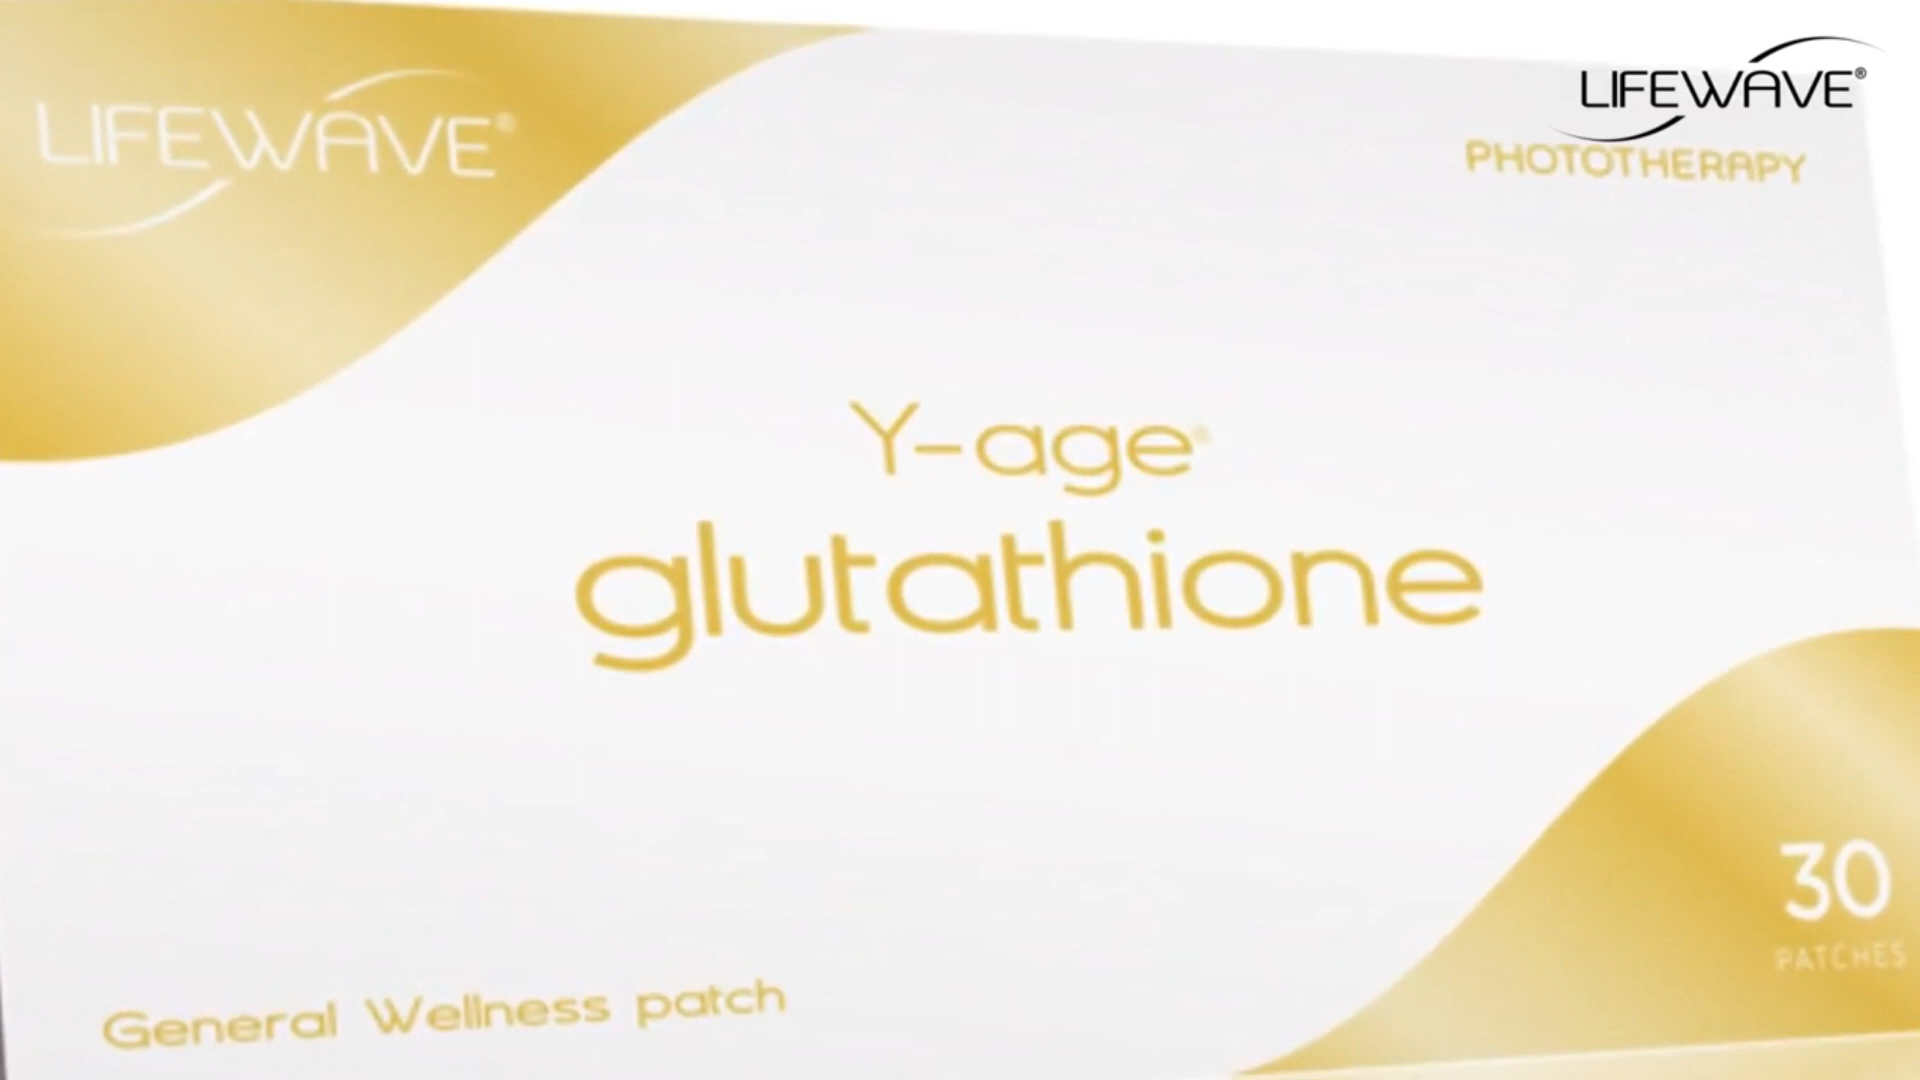 LIFEWAVE®
LIFEWAVE®
PHOTOTHERAPY
Y-age®
glutathione
30
PATCHES
General Wellness patch